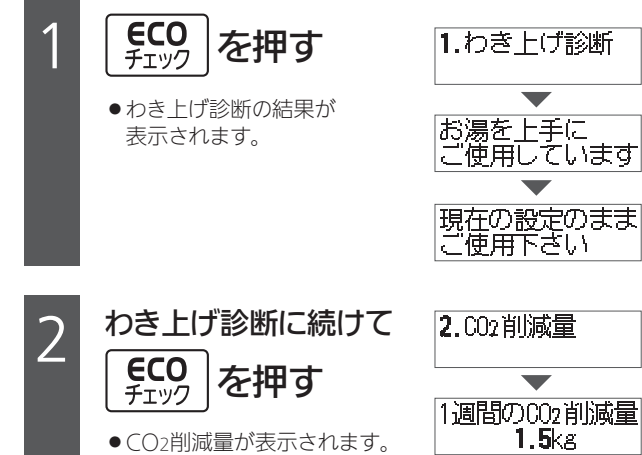 1
ECO
チェック
を押す
●わき上げ診断の結果が
表示されます。
1.わき上げ診断
▼
お湯を上手に
ご使用しています
▼
現在の設定のまま
ご使用下さい
2
わき上げ診断に続けて
ECO
チェック
を押す
●CO2削減量が表示されます。
2.CO2削減量
▼
1週間のCO2削減量
1.5kg